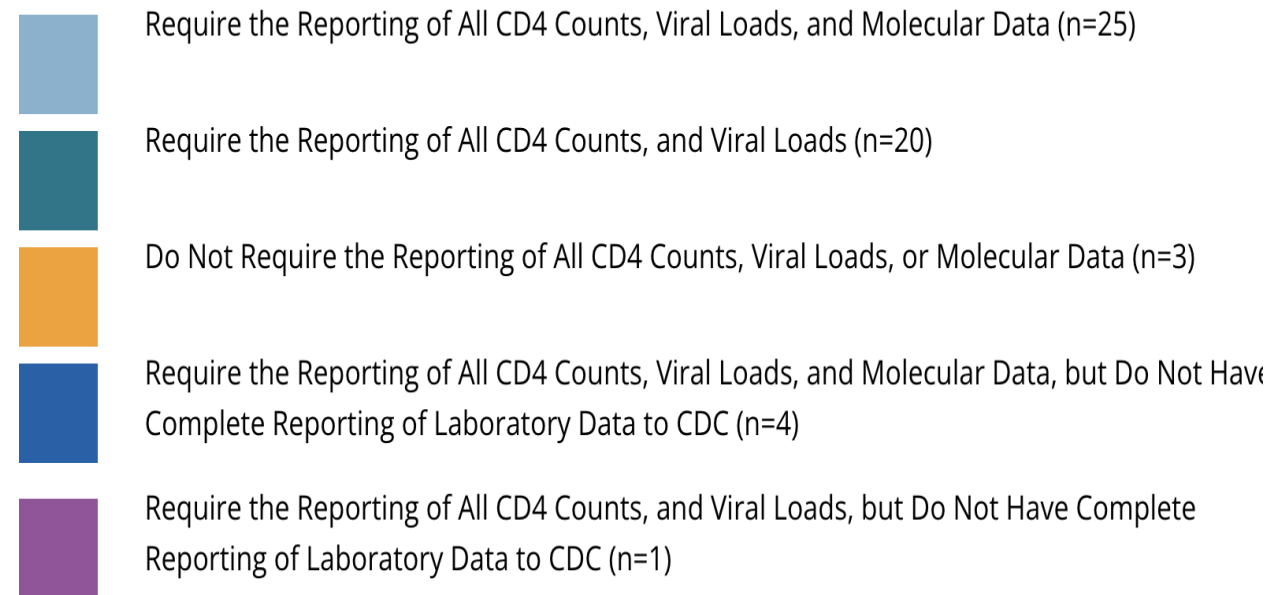 Require the Reporting of All CD4 Counts, Viral Loads, and Molecular Data (n=25)
Require the Reporting of All CD4 Counts, and Viral Loads (n=20)
Do Not Require the Reporting of All CD4 Counts, Viral Loads, or Molecular Data (n=3)
Require the Reporting of All CD4 Counts, Viral Loads, and Molecular Data, but Do Not Have
Complete Reporting of Laboratory Data to CDC (n=4)
Require the Reporting of All CD4 Counts, and Viral Loads, but Do Not Have Complete
Reporting of Laboratory Data to CDC (n=1)